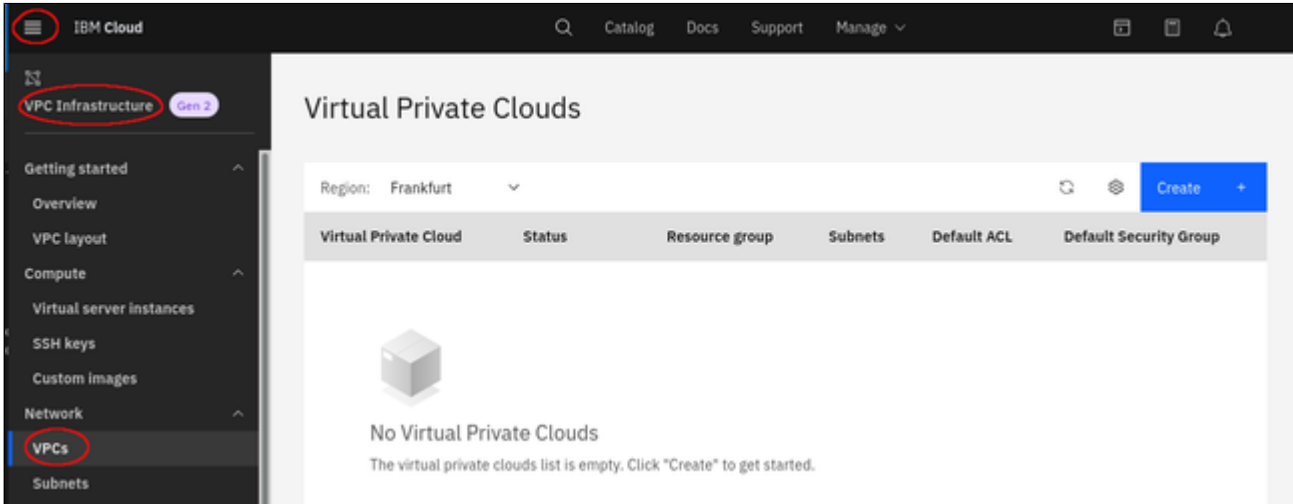 IBM Cloud Catalog Docs Support Manage
VPC Infrastructure Gen 2
Getting started
Overview
VPC layout
Compute
Virtual server instances
SSH keys
Custom images
Network
VPCs
Subnets
Virtual Private Clouds
Region: Frankfurt Create +
Virtual Private Cloud Status Resource group Subnets Default ACL Default Security Group
No Virtual Private Clouds
The virtual private clouds list is empty. Click "Create" to get started.